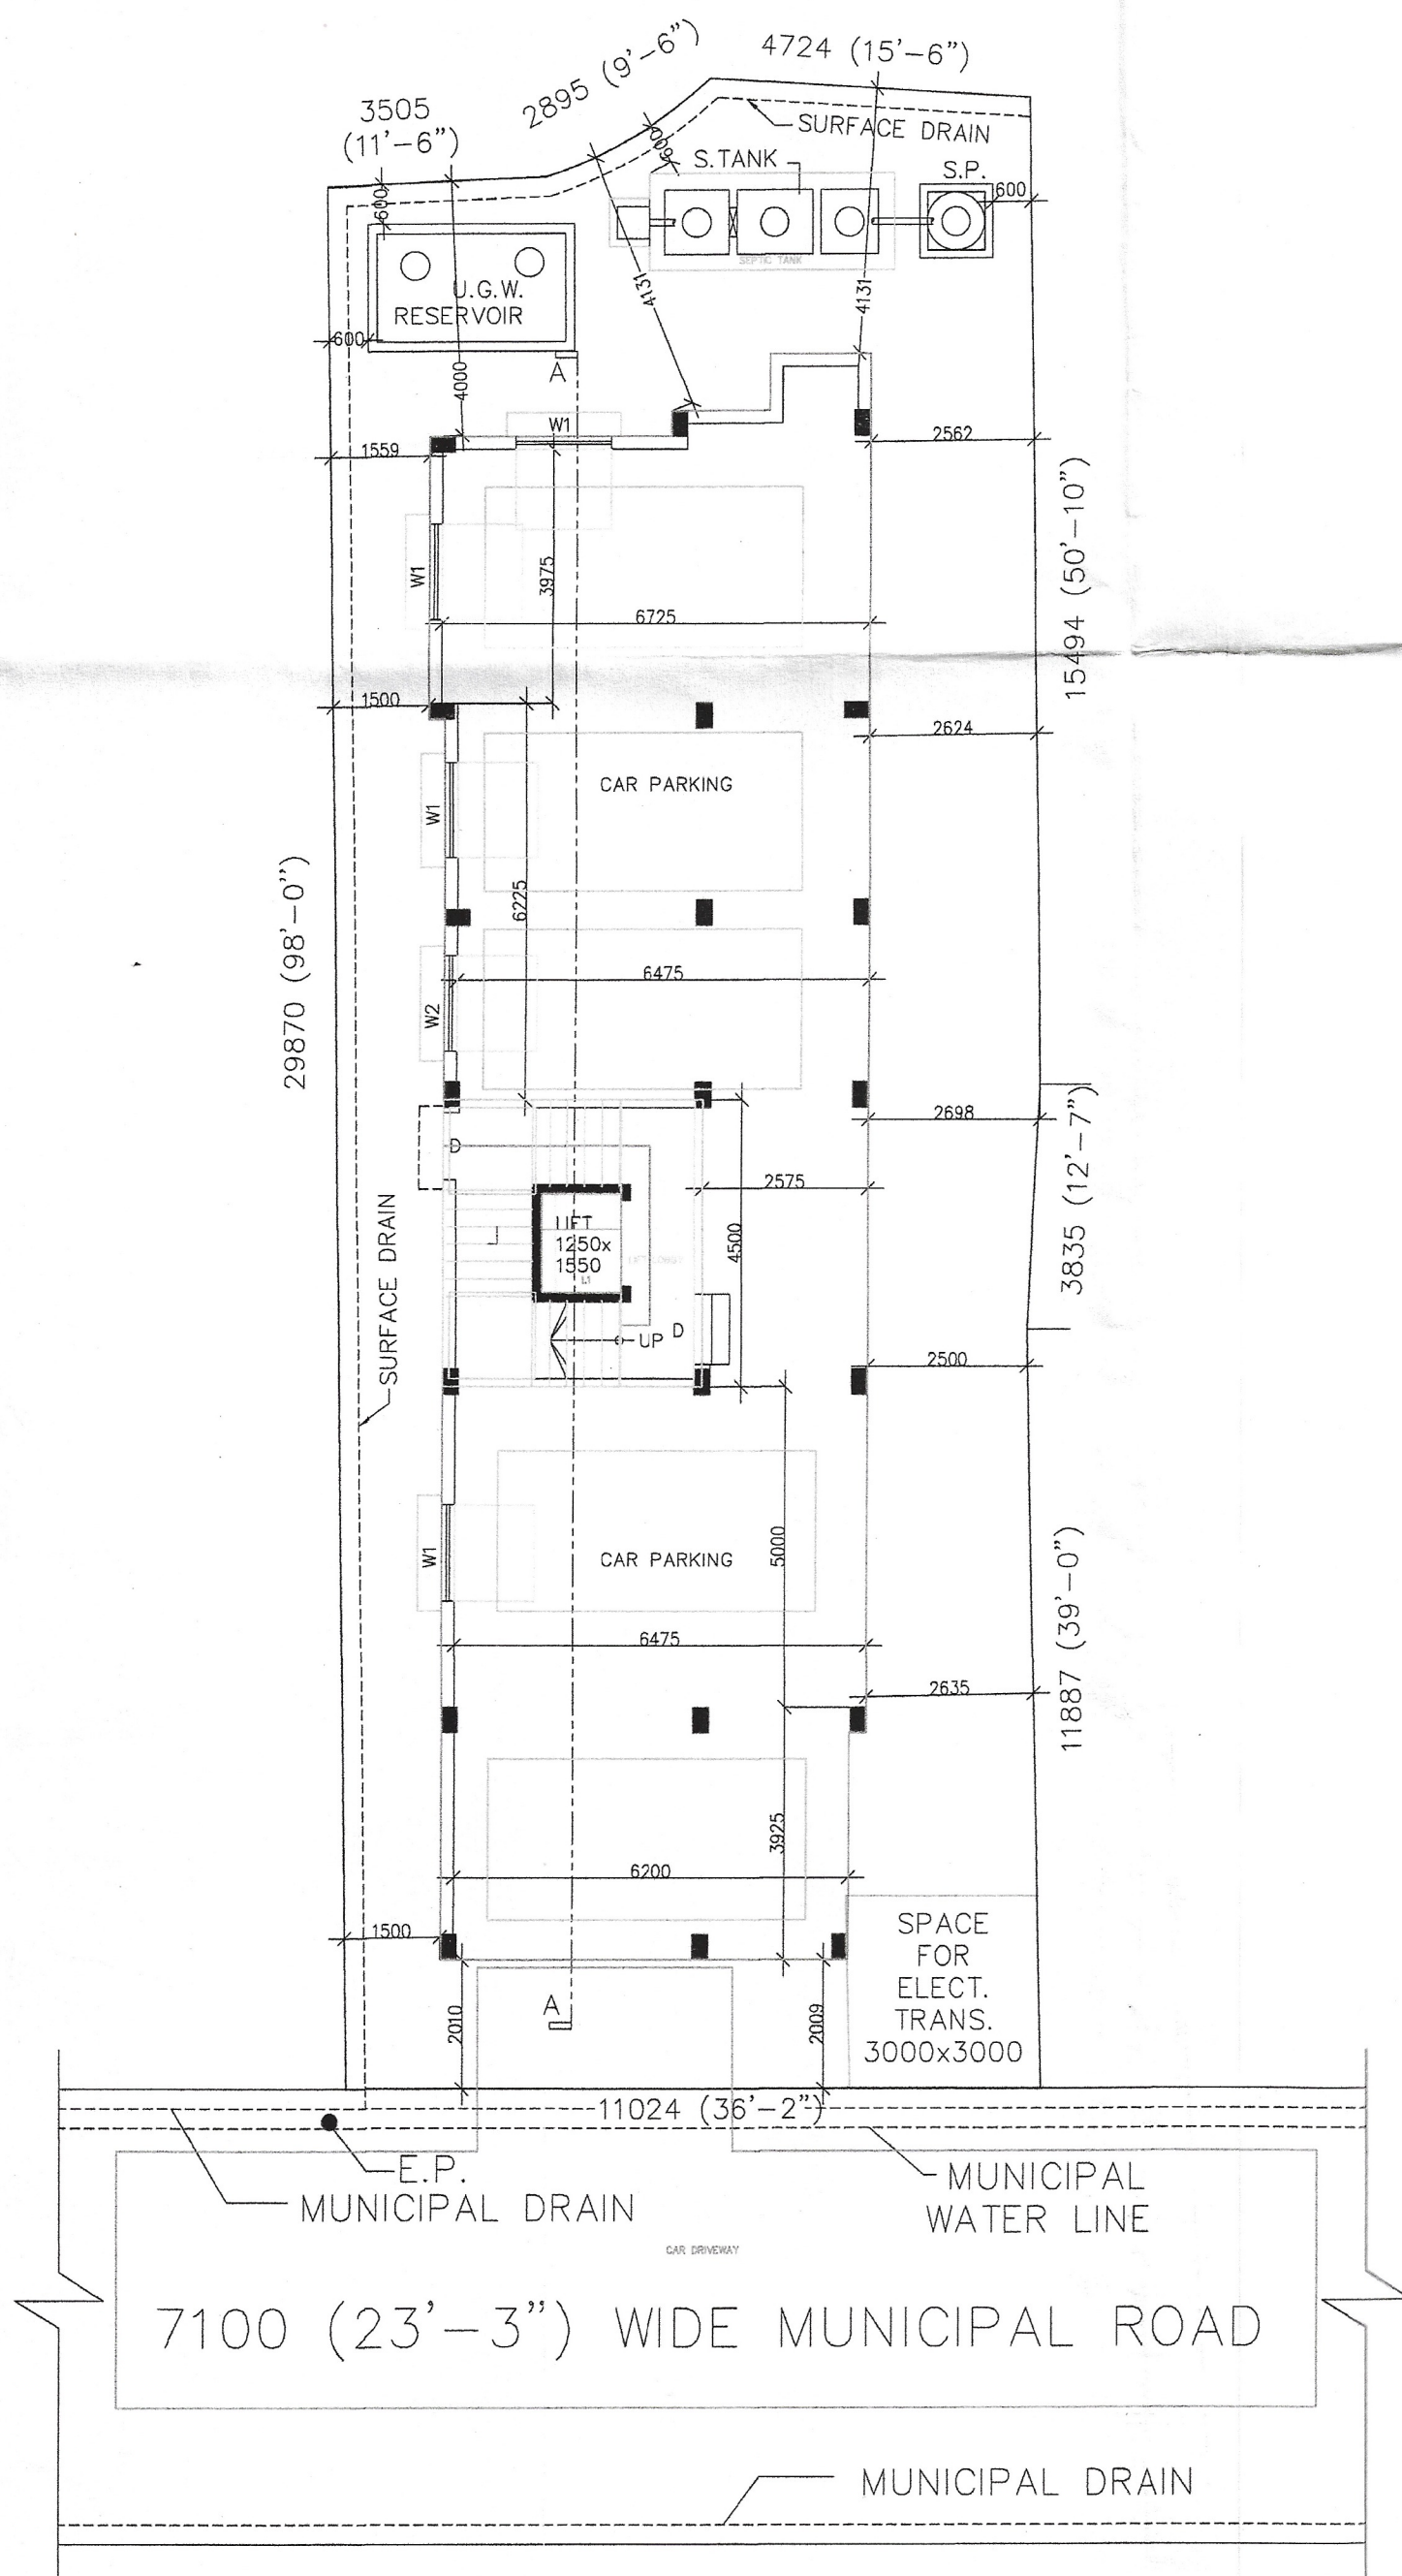 4724 (15'-6")
2895 (9'-6")
3505
(11'-6")
SURFACE DRAIN
600
S.TANK
S.P.
600
600
SEPTIC TANK
U.G.W.
RESERVOIR
4131
4131
600
A
4000
W1
1559
2562
15494 (50'-10")
W1
3975
6725
1500
2624
CAR PARKING
W1
29870 (98'-0")
6225
6475
W2
2698
3835 (12'-7")
D
2575
SURFACE DRAIN
LIFT
1250x
1550
L1
4500
UP
D
2500
W1
CAR PARKING
5000
11887 (39'-0")
6475
2635
3925
6200
1500
SPACE
FOR
ELECT.
TRANS.
3000x3000
A
2010
2009
11024 (36'-2")
E.P.
MUNICIPAL DRAIN
MUNICIPAL
WATER LINE
CAR DRIVEWAY
7100 (23'-3") WIDE MUNICIPAL ROAD
MUNICIPAL DRAIN